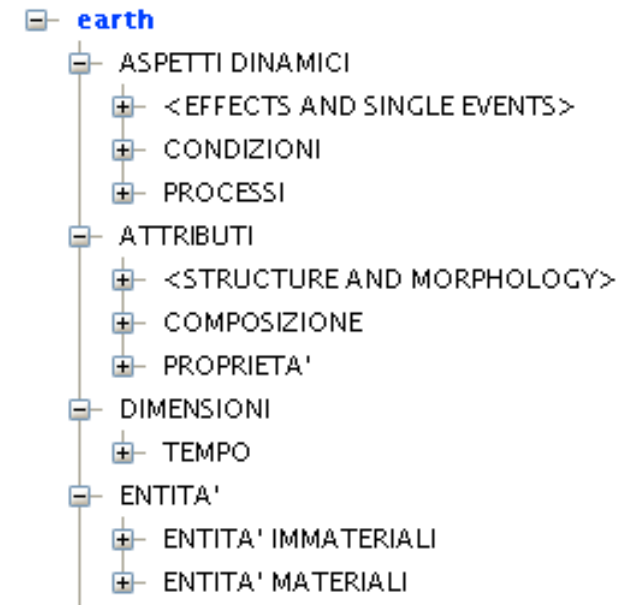 earth
ASPETTI DINAMICI
<EFFECTS AND SINGLE EVENTS>
CONDIZIONI
PROCESSI
ATTRIBUTI
<STRUCTURE AND MORPHOLOGY>
COMPOSIZIONE
PROPRIETA'
DIMENSIONI
TEMPO
ENTITA'
ENTITA' IMMATERIALI
ENTITA' MATERIALI